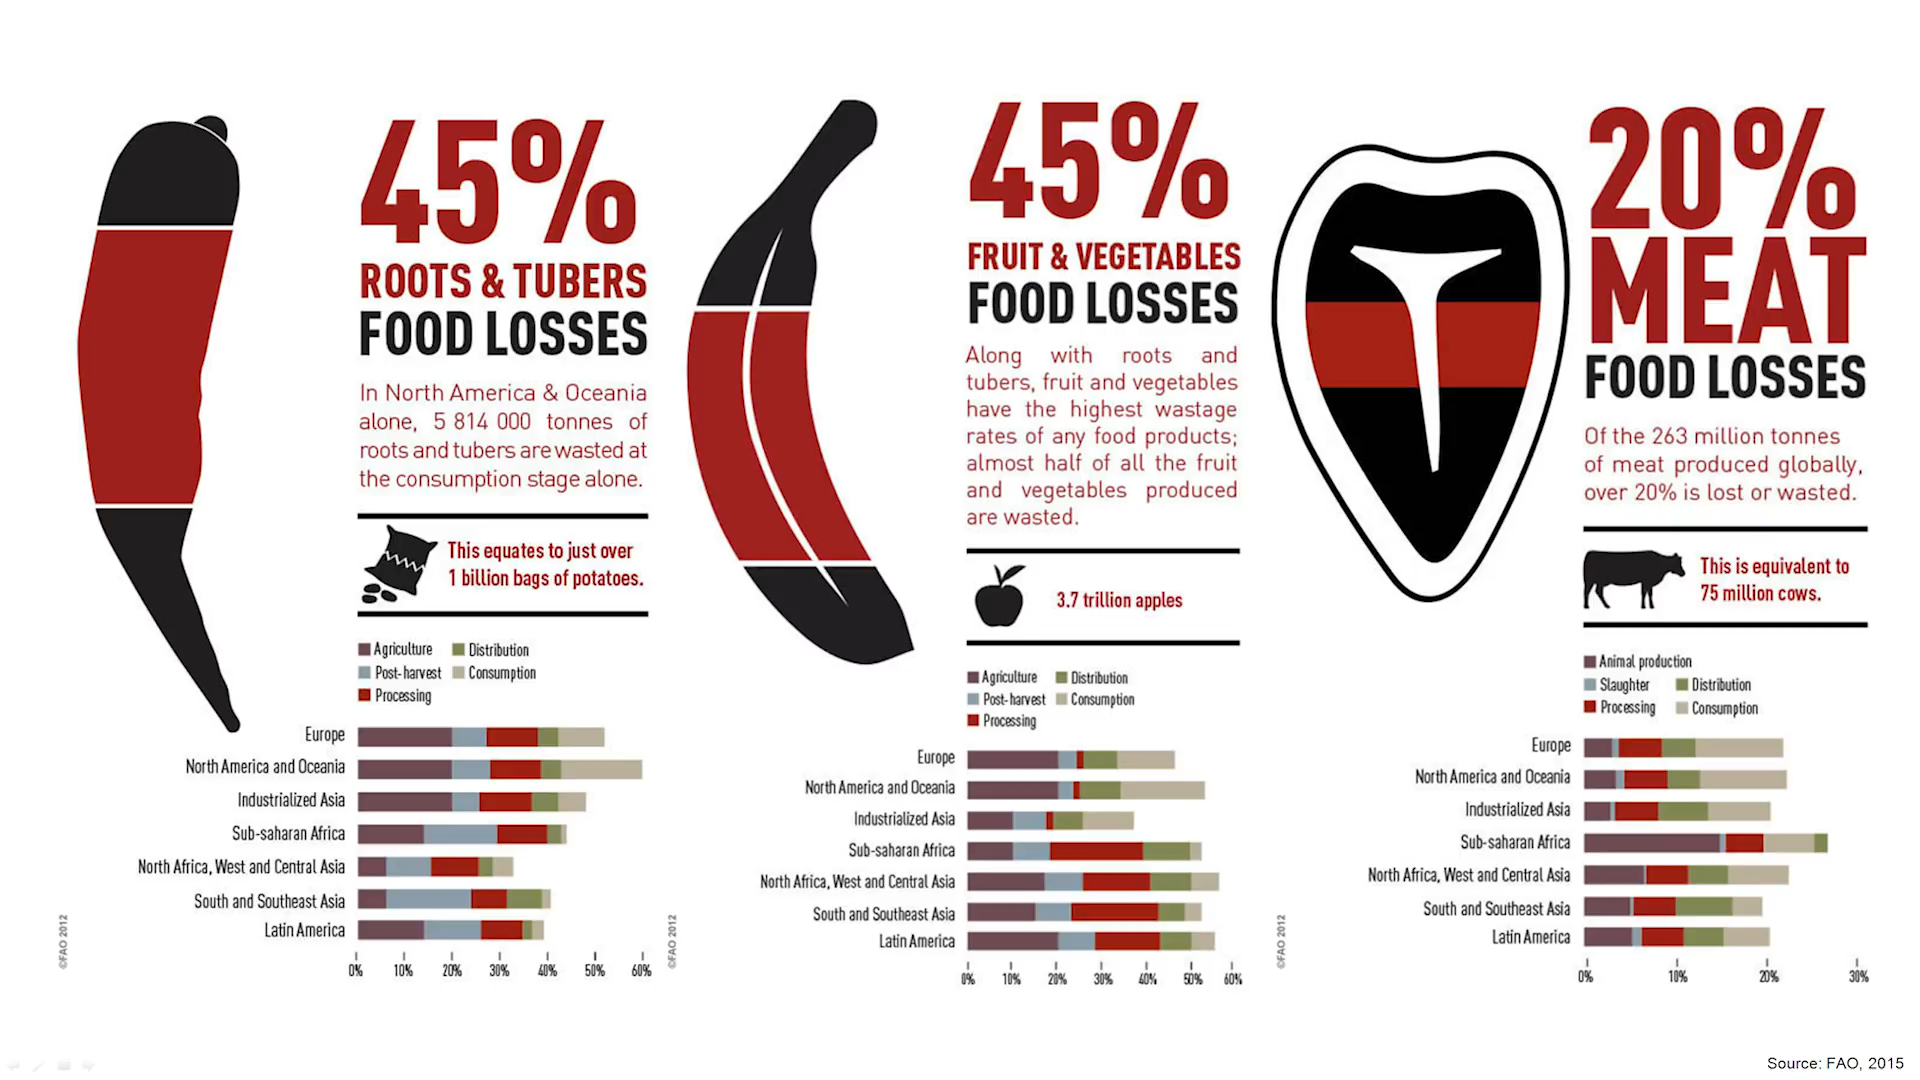 45%
ROOTS & TUBERS
FOOD LOSSES
In North America & Oceania
alone, 5 814 000 tonnes of
roots and tubers are wasted at
the consumption stage alone.
This equates to just over
1 billion bags of potatoes.
Agriculture
Distribution
Post-harvest
Consumption
Processing
Europe
North America and Oceania
Industrialized Asia
Sub-saharan Africa
North Africa, West and Central Asia
South and Southeast Asia
Latin America
0% 10% 20% 30% 40% 50% 60%
©FAO 2012
45%
FRUIT & VEGETABLES
FOOD LOSSES
Along with roots and
tubers, fruit and vegetables
have the highest wastage
rates of any food products;
almost half of all the fruit
and vegetables produced
are wasted.
3.7 trillion apples
Agriculture
Distribution
Post-harvest
Consumption
Processing
Europe
North America and Oceania
Industrialized Asia
Sub-saharan Africa
North Africa, West and Central Asia
South and Southeast Asia
Latin America
0% 10% 20% 30% 40% 50% 60%
©FAO 2012
20%
MEAT
FOOD LOSSES
Of the 263 million tonnes
of meat produced globally,
over 20% is lost or wasted.
This is equivalent to
75 million cows.
Animal production
Slaughter
Distribution
Processing
Consumption
Europe
North America and Oceania
Industrialized Asia
Sub-saharan Africa
North Africa, West and Central Asia
South and Southeast Asia
Latin America
0% 10% 20% 30%
©FAO 2012
Source: FAO, 2015